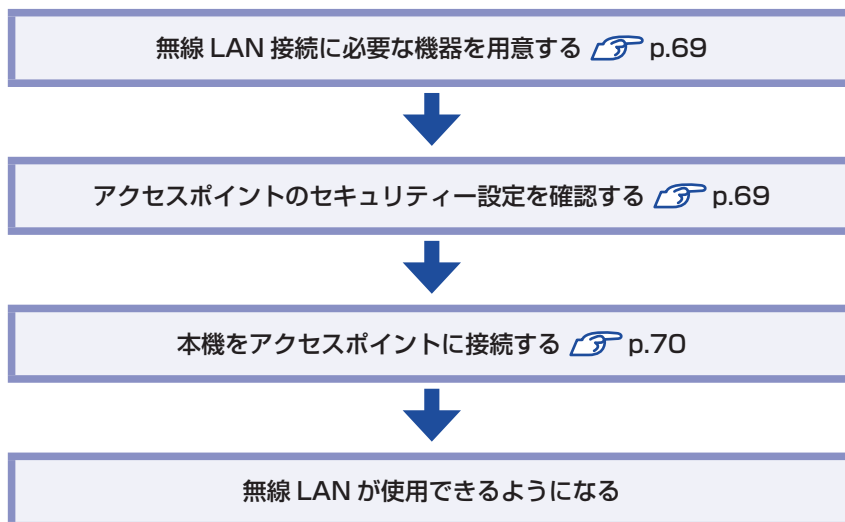 無線 LAN 接続に必要な機器を用意する p.69
アクセスポイントのセキュリティー設定を確認する p.69
本機をアクセスポイントに接続する p.70
無線 LAN が使用できるようになる